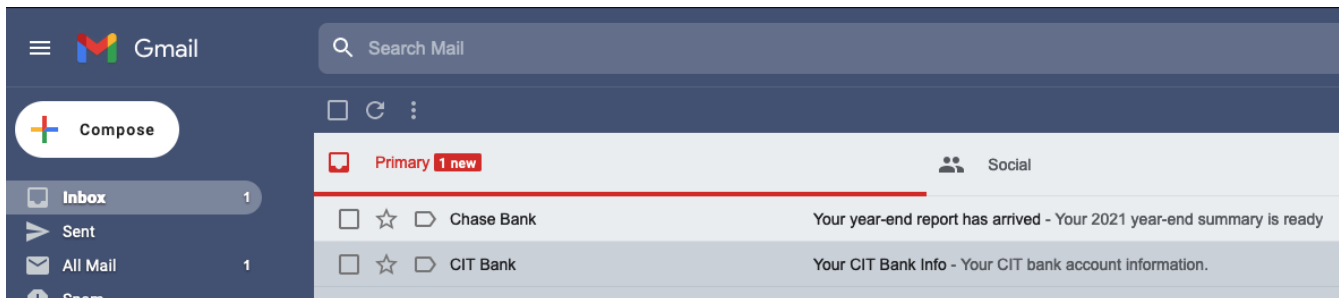 Gmail
Search Mail
Compose
Primary 1 new
Social
Inbox 1
Sent
All Mail 1
Spam
Chase Bank Your year-end report has arrived - Your 2021 year-end summary is ready
CIT Bank Your CIT Bank Info - Your CIT bank account information.